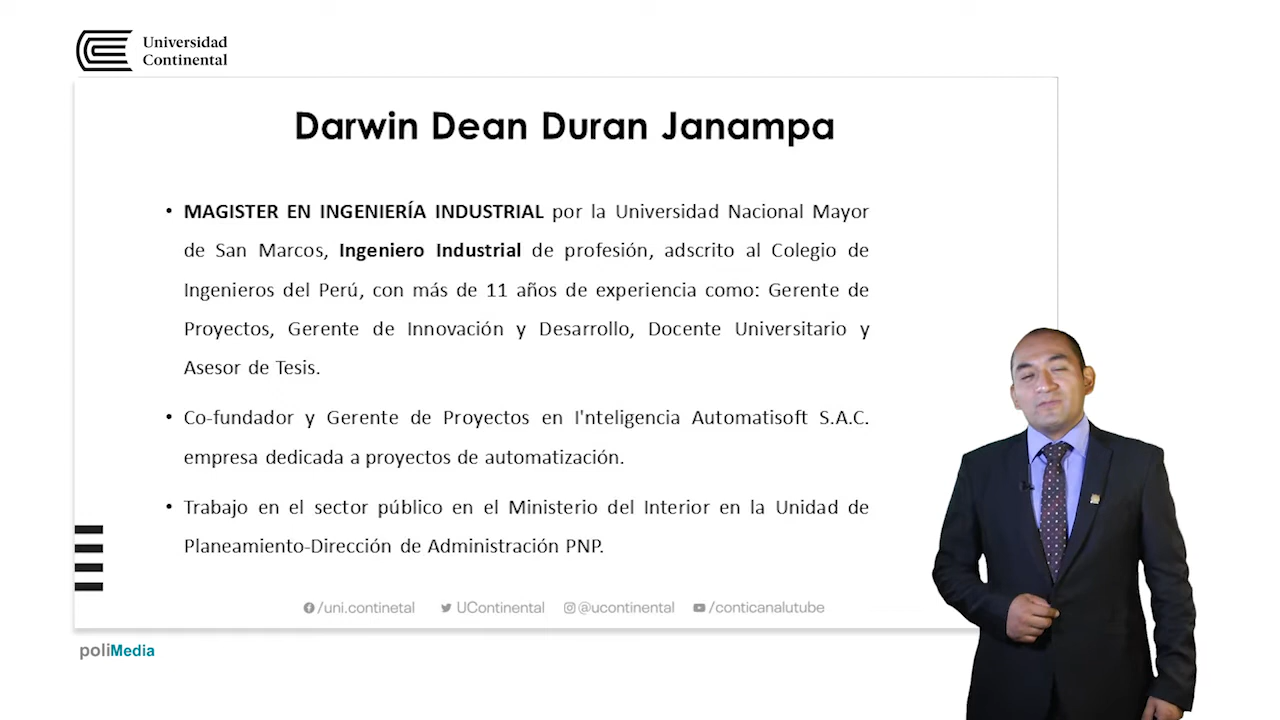 Universidad
Continental
Darwin Dean Duran Janampa
• MAGISTER EN INGENIERÍA INDUSTRIAL por la Universidad Nacional Mayor
de San Marcos, Ingeniero Industrial de profesión, adscrito al Colegio de
Ingenieros del Perú, con más de 11 años de experiencia como: Gerente de
Proyectos, Gerente de Innovación y Desarrollo, Docente Universitario y
Asesor de Tesis.
• Co-fundador y Gerente de Proyectos en I'nteligencia Automatisoft S.A.C.
empresa dedicada a proyectos de automatización.
• Trabajo en el sector público en el Ministerio del Interior en la Unidad de
Planeamiento-Dirección de Administración PNP.
/uni.continetal UContinental @ucontinental /conticanalutube
poliMedia